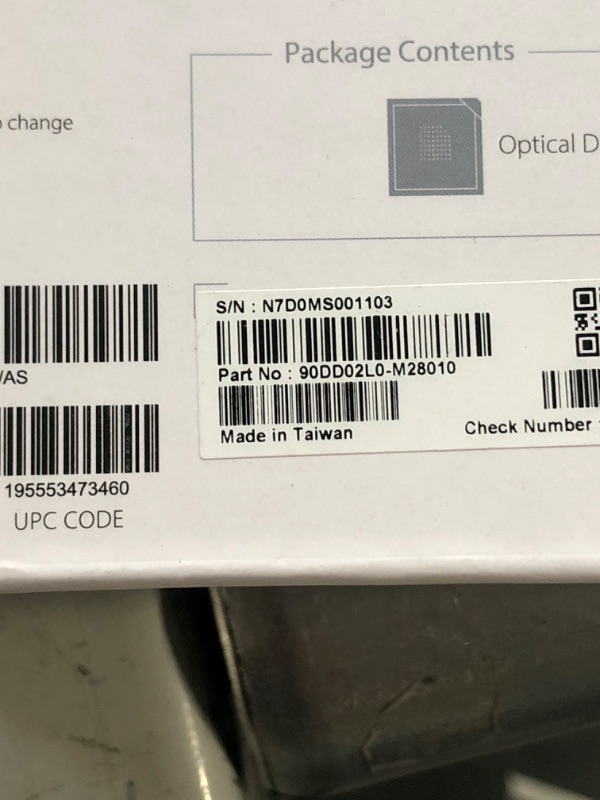 Package Contents
o change
Optical D
S/N : N7D0MS001103
/AS
Part No : 90DD02L0-M28010
Made in Taiwan
Check Number
195553473460
UPC CODE